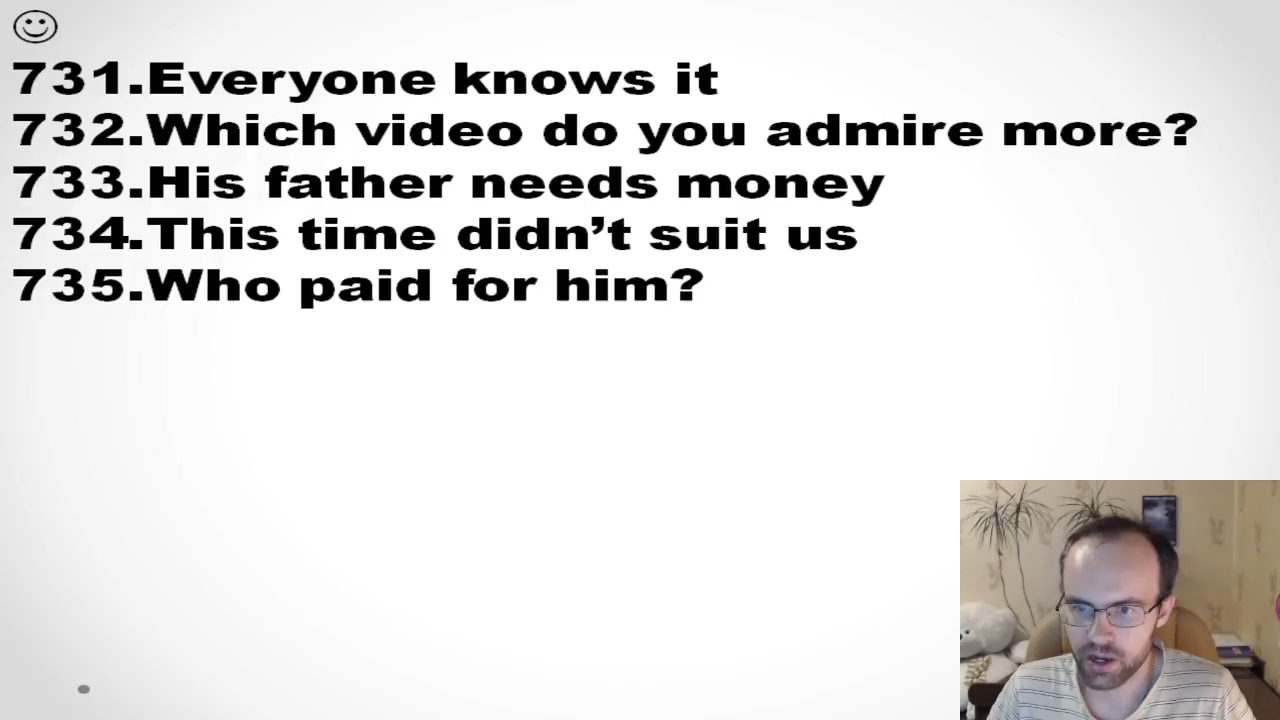 731.Everyone knows it
732.Which video do you admire more?
733.His father needs money
734.This time didn’t suit us
735.Who paid for him?